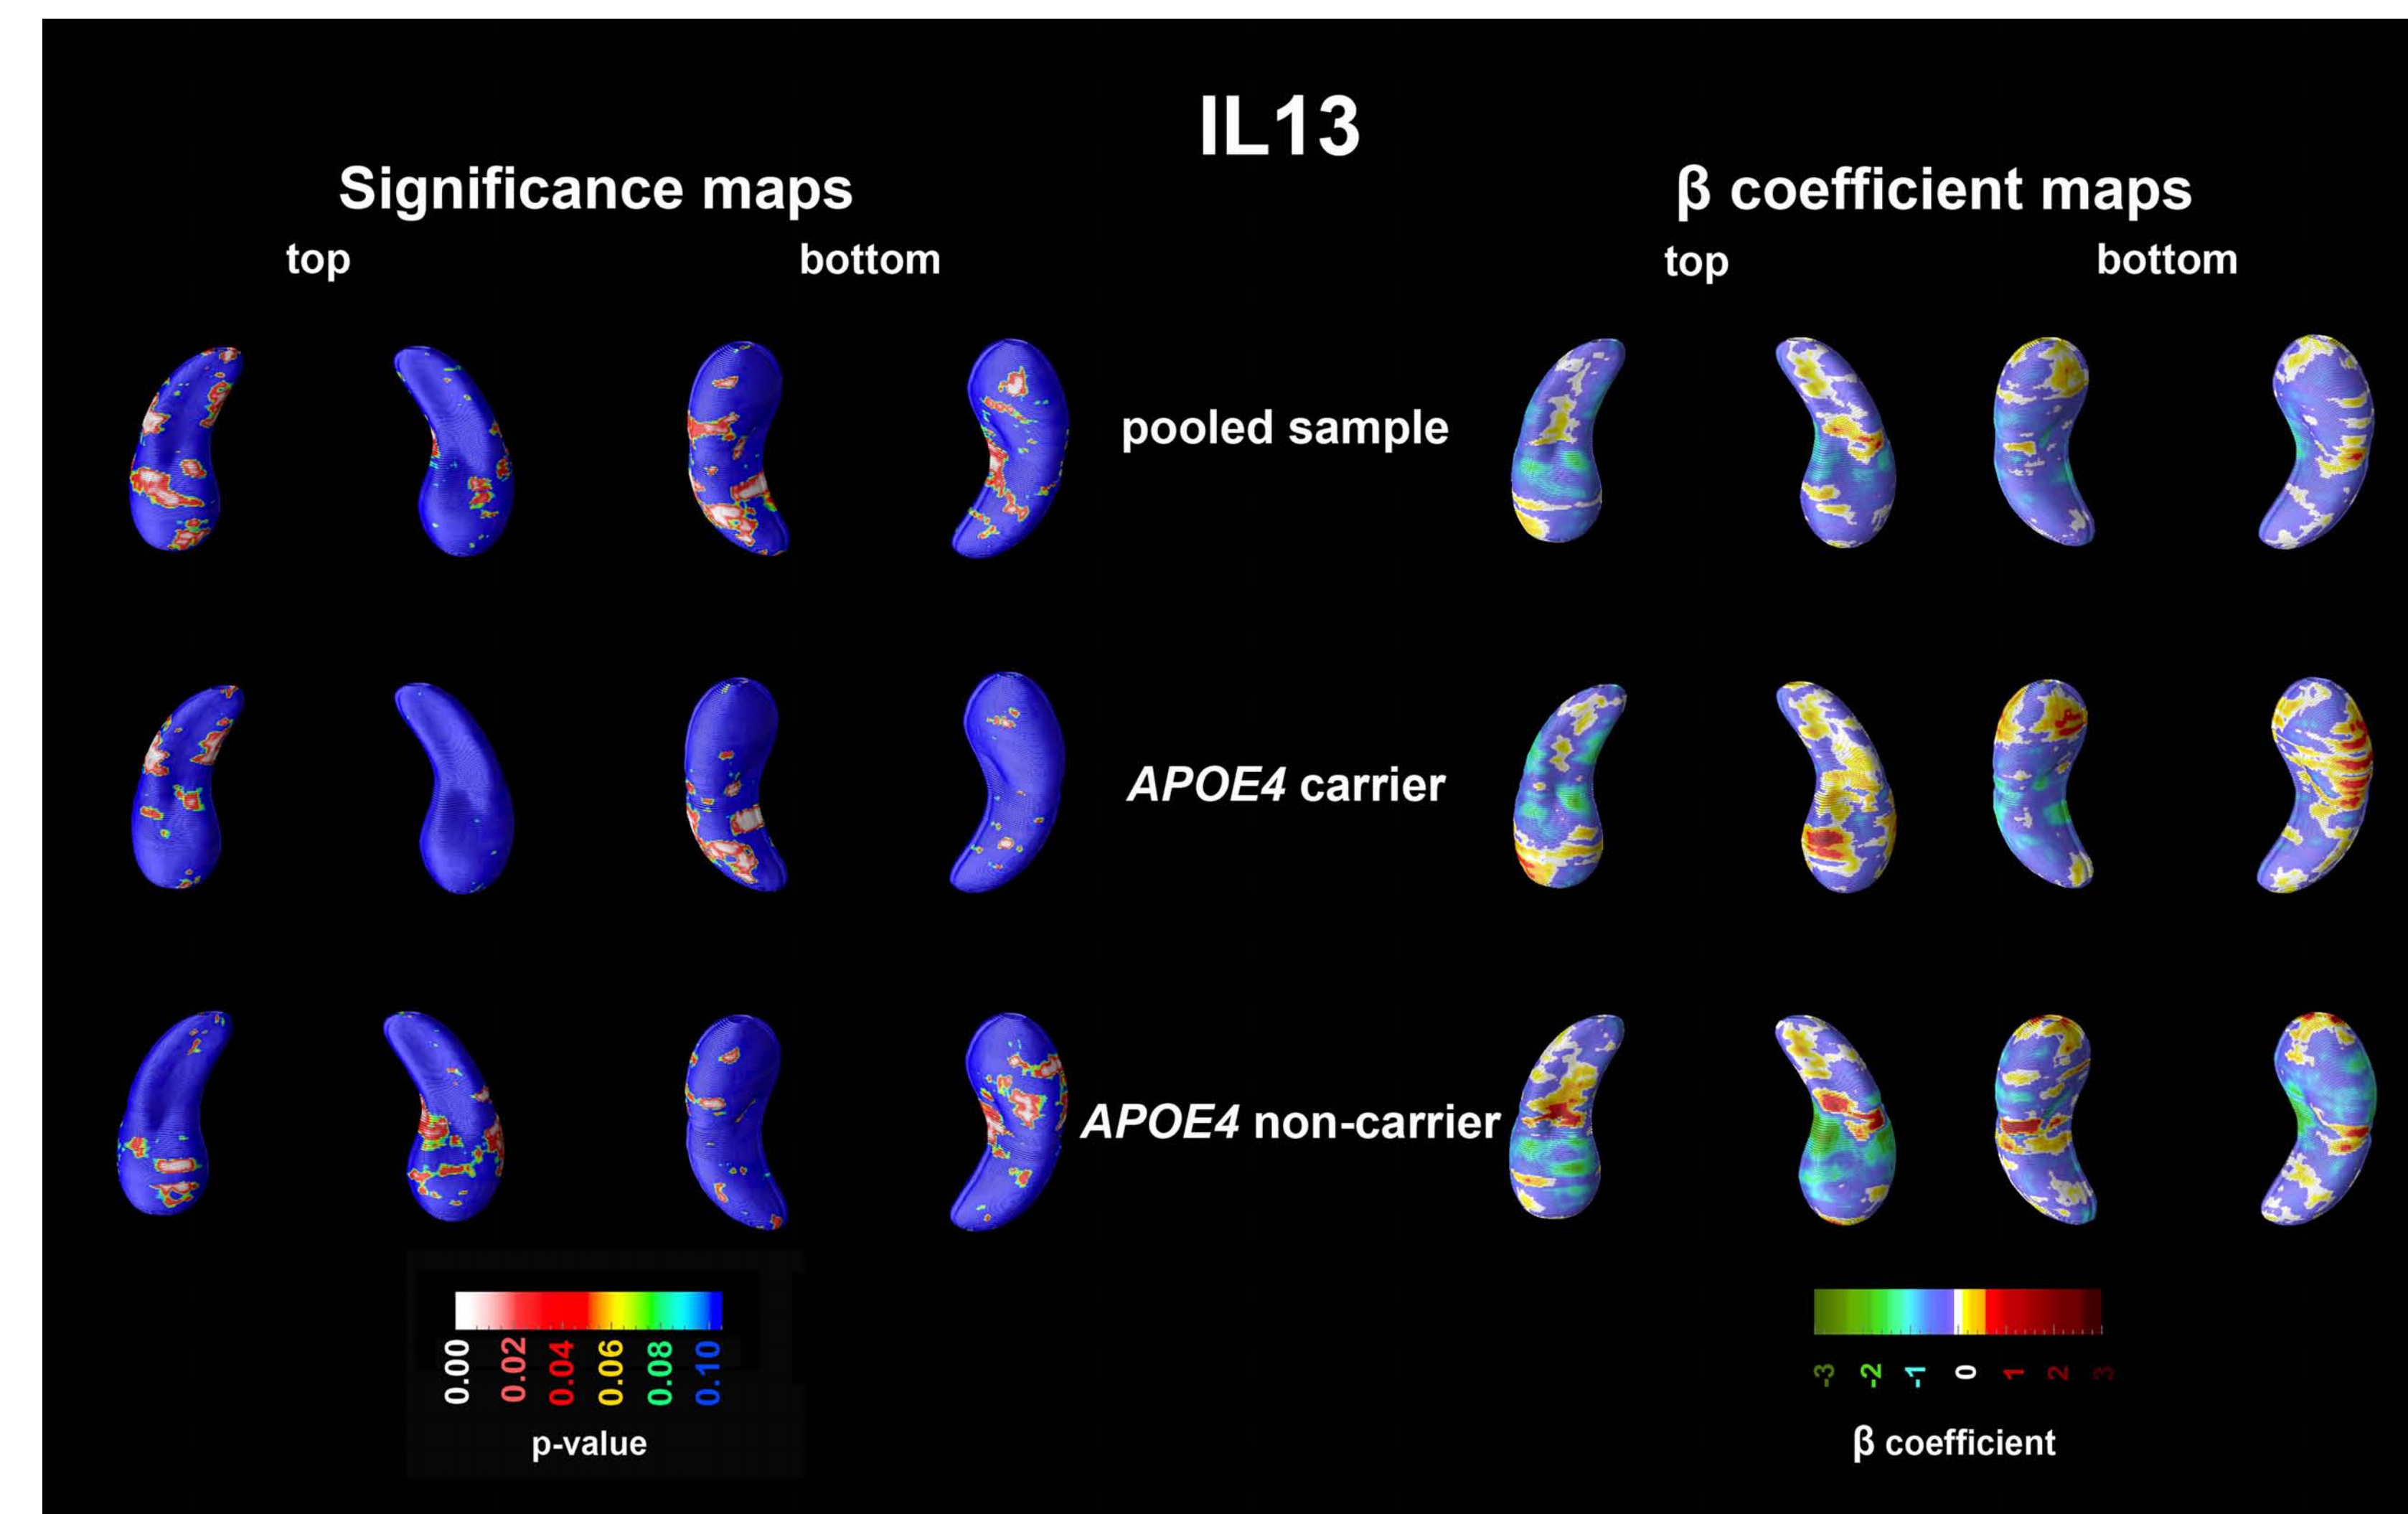 IL13
Significance maps
β coefficient maps
top
bottom
top
bottom
pooled sample
APOE4 carrier
APOE4 non-carrier
0.00
0.02
0.04
0.06
0.08
0.10
p-value
-3
-2
-1
0
1
2
3
β coefficient